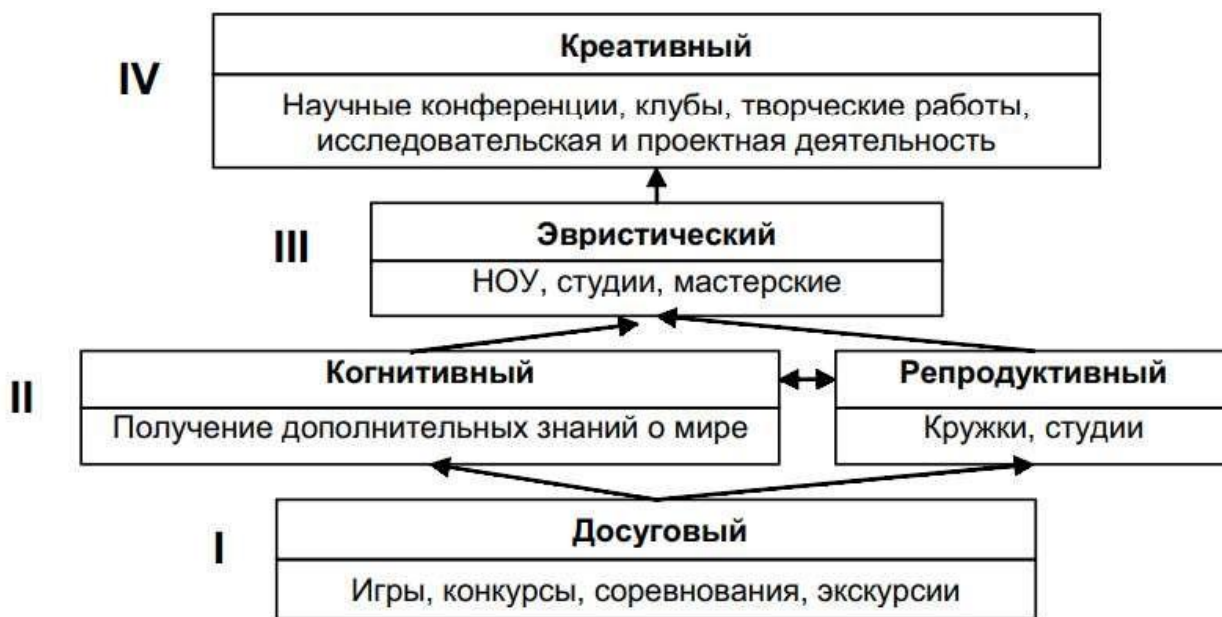 IV
Креативный
Научные конференции, клубы, творческие работы,
исследовательская и проектная деятельность
III
Эвристический
НОУ, студии, мастерские
II
Когнитивный
Получение дополнительных знаний о мире
Репродуктивный
Кружки, студии
I
Досуговый
Игры, конкурсы, соревнования, экскурсии